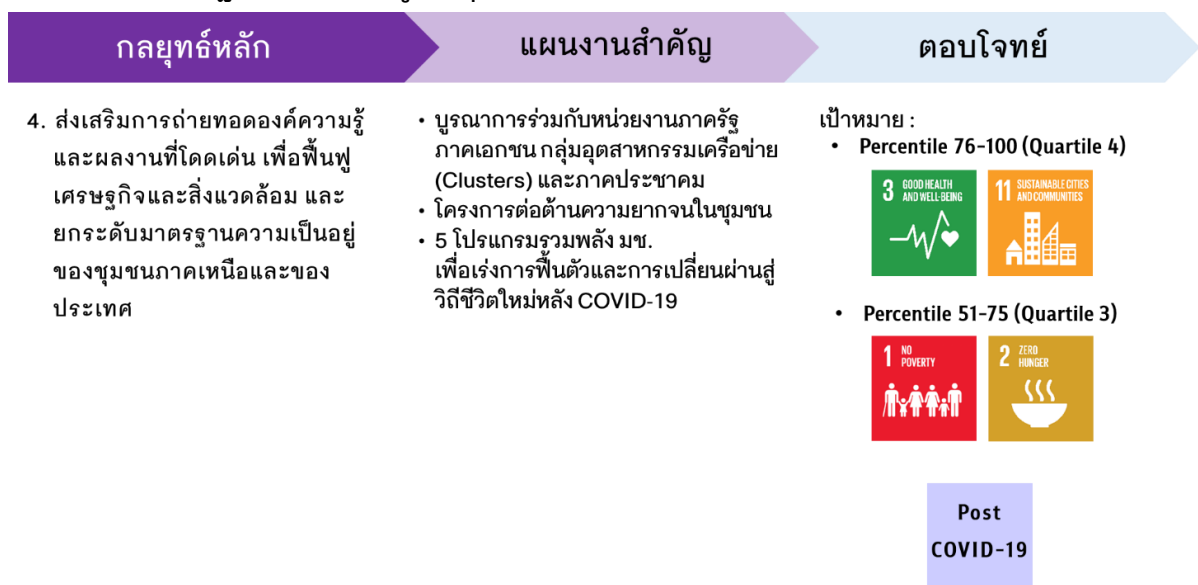 กลยุทธ์หลัก
แผนงานสำคัญ
ตอบโจทย์
4. ส่งเสริมการถ่ายทอดองค์ความรู้
และผลงานที่โดดเด่น เพื่อฟื้นฟู
เศรษฐกิจและสิ่งแวดล้อม และ
ยกระดับมาตรฐานความเป็นอยู่
ของชุมชนภาคเหนือและของ
ประเทศ
• บูรณาการร่วมกับหน่วยงานภาครัฐ
ภาคเอกชน กลุ่มอุตสาหกรรมเครือข่าย
(Clusters) และภาคประชาคม
• โครงการต่อต้านความยากจนในชุมชน
• 5 โปรแกรมรวมพลัง มช.
เพื่อเร่งการฟื้นตัวและการเปลี่ยนผ่านสู่
วิถีชีวิตใหม่หลัง COVID-19
เป้าหมาย :
• Percentile 76-100 (Quartile 4)
3 GOOD HEALTH
AND WELL-BEING
11 SUSTAINABLE CITIES
AND COMMUNITIES
• Percentile 51-75 (Quartile 3)
1 NO
POVERTY
2 ZERO
HUNGER
Post
COVID-19